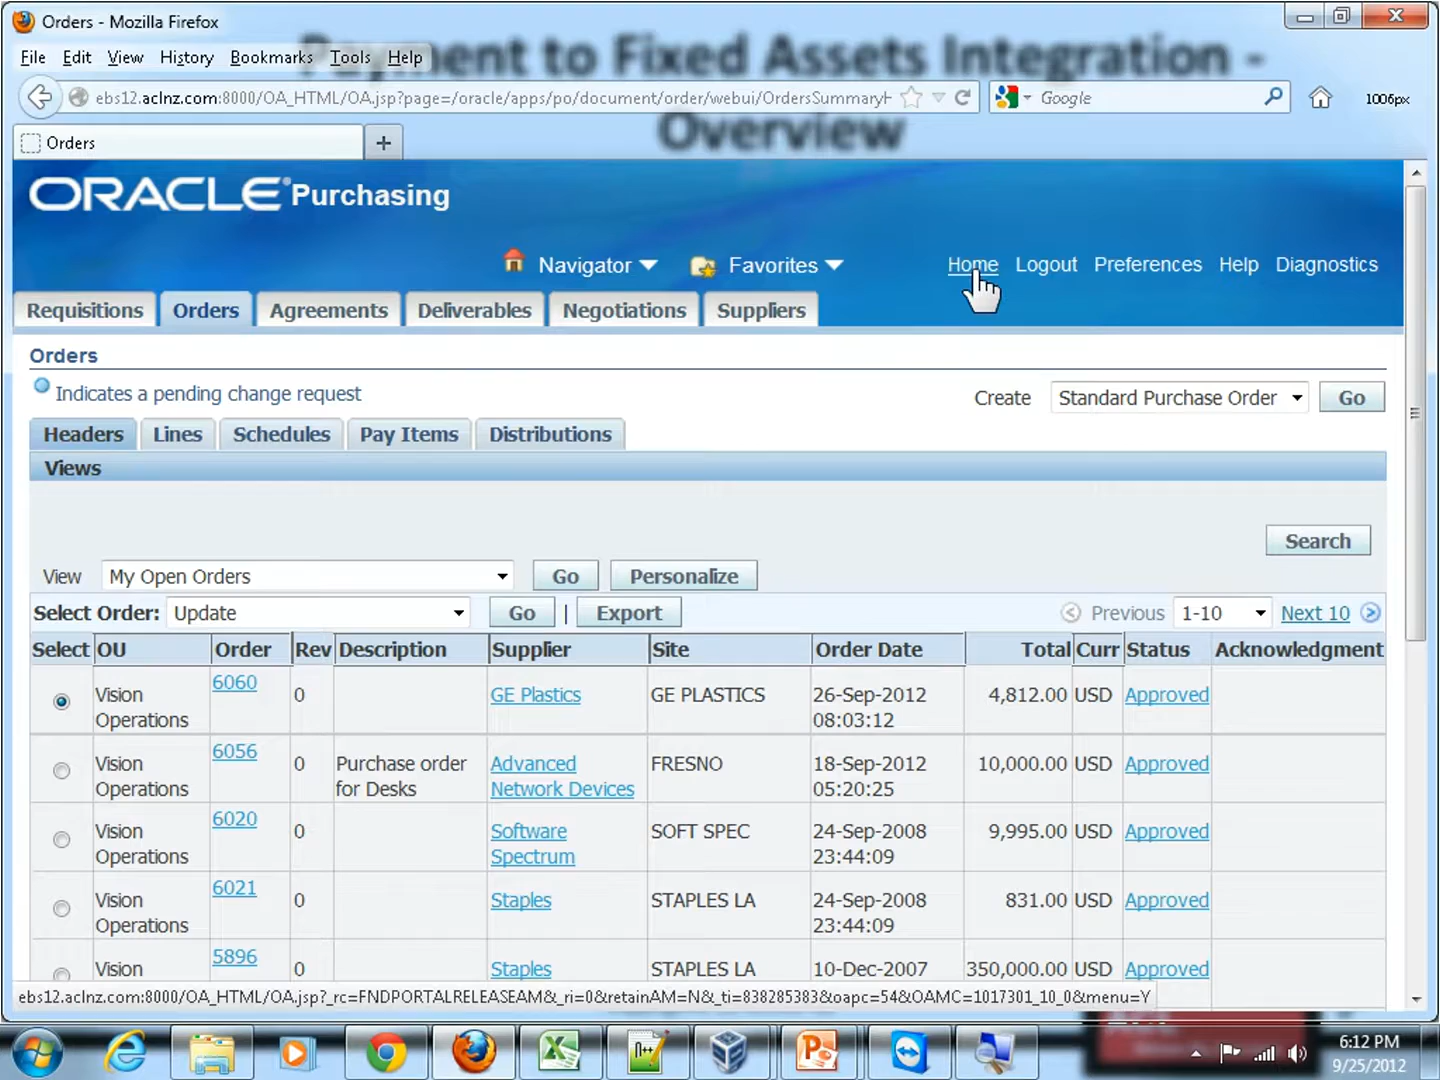 Orders - Mozilla Firefox
Payment to Fixed Assets Integration -
Overview
File Edit View History Bookmarks Tools Help
ebs12.aclnz.com:8000/OA_HTML/OA.jsp?page=/oracle/apps/po/document/order/webui/OrdersSummaryH
Google
1006px
Orders
ORACLE Purchasing
Navigator Favorites Home Logout Preferences Help Diagnostics
Requisitions Orders Agreements Deliverables Negotiations Suppliers
Orders
Indicates a pending change request
Create Standard Purchase Order Go
Headers Lines Schedules Pay Items Distributions
Views
Search
View My Open Orders Go Personalize
Select Order: Update Go | Export Previous 1-10 Next 10
Select OU Order Rev Description Supplier Site Order Date Total Curr Status Acknowledgment
Vision Operations 6060 0 GE Plastics GE PLASTICS 26-Sep-2012 08:03:12 4,812.00 USD Approved
Vision Operations 6056 0 Purchase order for Desks Advanced Network Devices FRESNO 18-Sep-2012 05:20:25 10,000.00 USD Approved
Vision Operations 6020 0 Software Spectrum SOFT SPEC 24-Sep-2008 23:44:09 9,995.00 USD Approved
Vision Operations 6021 0 Staples STAPLES LA 24-Sep-2008 23:44:09 831.00 USD Approved
Vision 5896 0 Staples STAPLES LA 10-Dec-2007 350,000.00 USD Approved
ebs12.aclnz.com:8000/OA_HTML/OA.jsp?_rc=FNDPORTALRELEASEAM&_ri=0&retainAM=N&_ti=838285383&oapc=54&OAMC=1017301_10_0&menu=Y
6:12 PM
9/25/2012